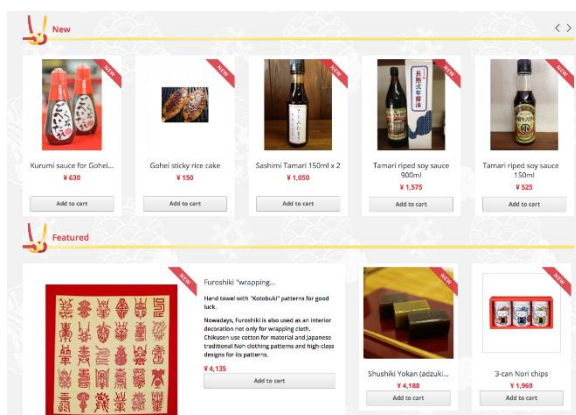 New
Kurumi sauce for Gohei...
¥ 630
Add to cart
NEW
Gohei sticky rice cake
¥ 150
Add to cart
NEW
Sashimi Tamari 150ml x 2
¥ 1,050
Add to cart
NEW
Tamari riped soy sauce
900ml
¥ 1,575
Add to cart
NEW
Tamari riped soy sauce
150ml
¥ 525
Add to cart
NEW
Featured
NEW
Furoshiki "wrapping...
Hand towel with "Kotobuki" patterns for good
luck.
Nowadays, Furoshiki is also used as an interior
decoration not only for wrapping cloth.
Chikusen use cotton for material and japanese
traditional Non clothing patterns and high-class
designs for its patterns.
¥ 4,135
Add to cart
NEW
Shushiki Yokan (adzuki...
¥ 4,188
Add to cart
NEW
3-can Nori chips
¥ 1,969
Add to cart